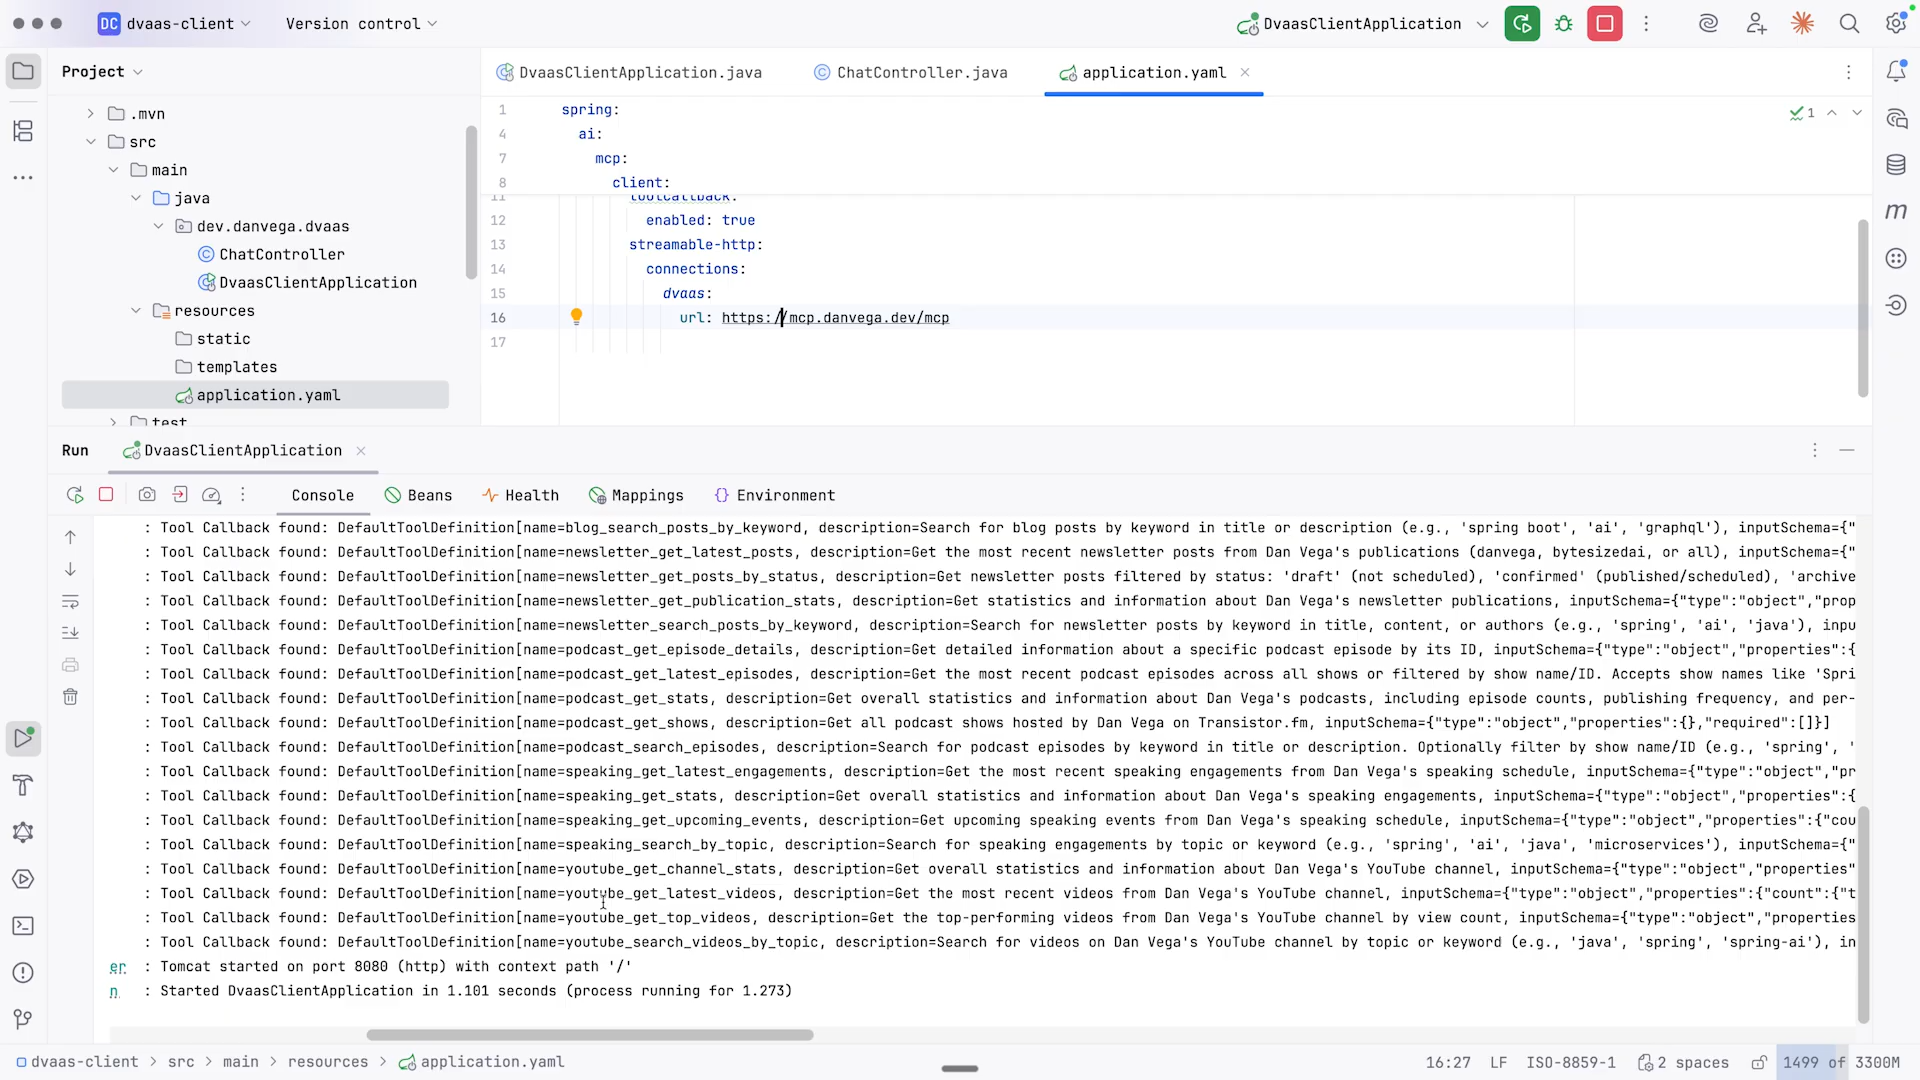 DC dvaas-client
Version control
DvaasClientApplication
Project
DvaasClientApplication.java
ChatController.java
application.yaml
.mvn
src
main
java
dev.danvega.dvaas
ChatController
DvaasClientApplication
resources
static
templates
application.yaml
test
1 spring:
4 ai:
7 mcp:
8 client:
11 toolcallback:
12 enabled: true
13 streamable-http:
14 connections:
15 dvaas:
16 url: https://mcp.danvega.dev/mcp
17
1
Run DvaasClientApplication
Console Beans Health Mappings Environment
: Tool Callback found: DefaultToolDefinition[name=blog_search_posts_by_keyword, description=Search for blog posts by keyword in title or description (e.g., 'spring boot', 'ai', 'graphql'), inputSchema={"
: Tool Callback found: DefaultToolDefinition[name=newsletter_get_latest_posts, description=Get the most recent newsletter posts from Dan Vega's publications (danvega, bytesizedai, or all), inputSchema={"
: Tool Callback found: DefaultToolDefinition[name=newsletter_get_posts_by_status, description=Get newsletter posts filtered by status: 'draft' (not scheduled), 'confirmed' (published/scheduled), 'archive
: Tool Callback found: DefaultToolDefinition[name=newsletter_get_publication_stats, description=Get statistics and information about Dan Vega's newsletter publications, inputSchema={"type":"object","prop
: Tool Callback found: DefaultToolDefinition[name=newsletter_search_posts_by_keyword, description=Search for newsletter posts by keyword in title, content, or authors (e.g., 'spring', 'ai', 'java'), inpu
: Tool Callback found: DefaultToolDefinition[name=podcast_get_episode_details, description=Get detailed information about a specific podcast episode by its ID, inputSchema={"type":"object","properties":{
: Tool Callback found: DefaultToolDefinition[name=podcast_get_latest_episodes, description=Get the most recent podcast episodes across all shows or filtered by show name/ID. Accepts show names like 'Spri
: Tool Callback found: DefaultToolDefinition[name=podcast_get_stats, description=Get overall statistics and information about Dan Vega's podcasts, including episode counts, publishing frequency, and per-
: Tool Callback found: DefaultToolDefinition[name=podcast_get_shows, description=Get all podcast shows hosted by Dan Vega on Transistor.fm, inputSchema={"type":"object","properties":{},"required":[]}]
: Tool Callback found: DefaultToolDefinition[name=podcast_search_episodes, description=Search for podcast episodes by keyword in title or description. Optionally filter by show name/ID (e.g., 'spring', '
: Tool Callback found: DefaultToolDefinition[name=speaking_get_latest_engagements, description=Get the most recent speaking engagements from Dan Vega's speaking schedule, inputSchema={"type":"object","pr
: Tool Callback found: DefaultToolDefinition[name=speaking_get_stats, description=Get overall statistics and information about Dan Vega's speaking engagements, inputSchema={"type":"object","properties":{
: Tool Callback found: DefaultToolDefinition[name=speaking_get_upcoming_events, description=Get upcoming speaking events from Dan Vega's speaking schedule, inputSchema={"type":"object","properties":{"cou
: Tool Callback found: DefaultToolDefinition[name=speaking_search_by_topic, description=Search for speaking engagements by topic or keyword (e.g., 'spring', 'ai', 'java', 'microservices'), inputSchema={"
: Tool Callback found: DefaultToolDefinition[name=youtube_get_channel_stats, description=Get overall statistics and information about Dan Vega's YouTube channel, inputSchema={"type":"object","properties"
: Tool Callback found: DefaultToolDefinition[name=youtube_get_latest_videos, description=Get the most recent videos from Dan Vega's YouTube channel, inputSchema={"type":"object","properties":{"count":{"t
: Tool Callback found: DefaultToolDefinition[name=youtube_get_top_videos, description=Get the top-performing videos from Dan Vega's YouTube channel by view count, inputSchema={"type":"object","properties
: Tool Callback found: DefaultToolDefinition[name=youtube_search_videos_by_topic, description=Search for videos on Dan Vega's YouTube channel by topic or keyword (e.g., 'java', 'spring', 'spring-ai'), in
er : Tomcat started on port 8080 (http) with context path '/'
n : Started DvaasClientApplication in 1.101 seconds (process running for 1.273)
dvaas-client > src > main > resources > application.yaml
16:27 LF ISO-8859-1 2 spaces 1499 of 3300M